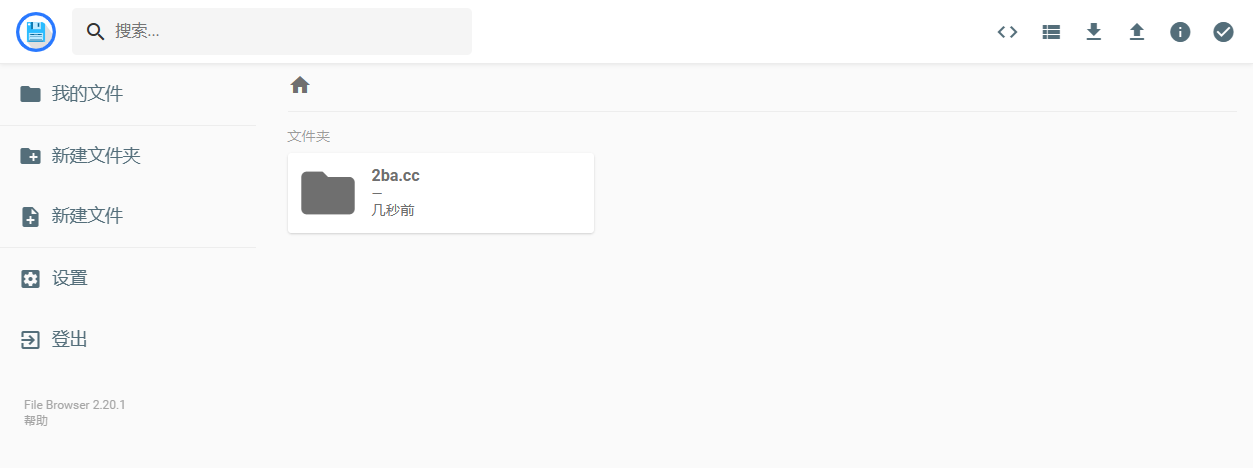 搜索...
我的文件
新建文件夹
新建文件
设置
登出
File Browser 2.20.1
帮助
文件夹
2ba.cc
—
几秒前